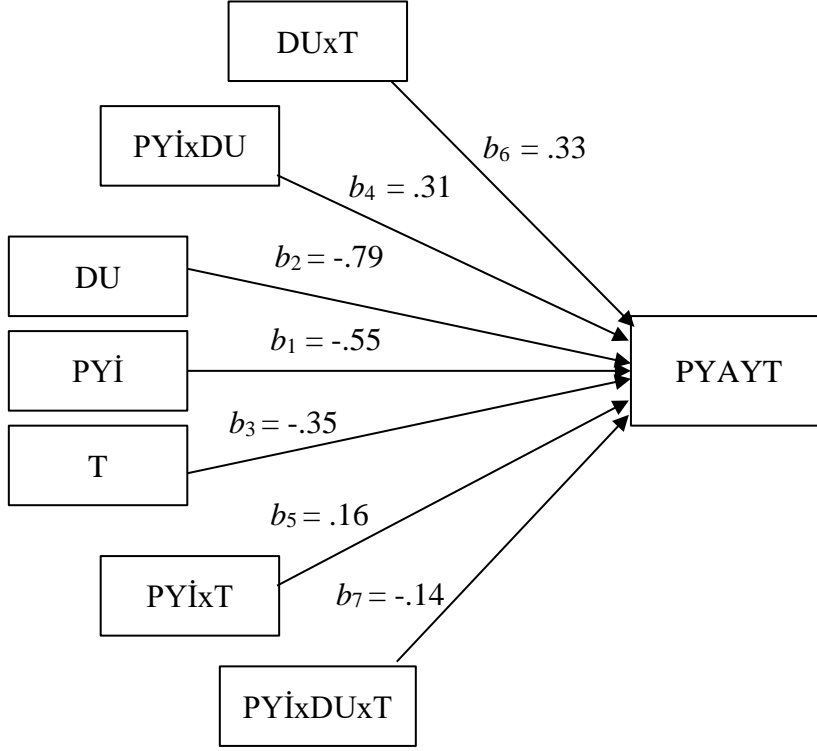 DUxT
PYİxDU
b6 = .33
b4 = .31
DU
b2 = -.79
PYİ
b1 = -.55
PYAYT
T
b3 = -.35
PYİxT
b5 = .16
b7 = -.14
PYİxDUxT